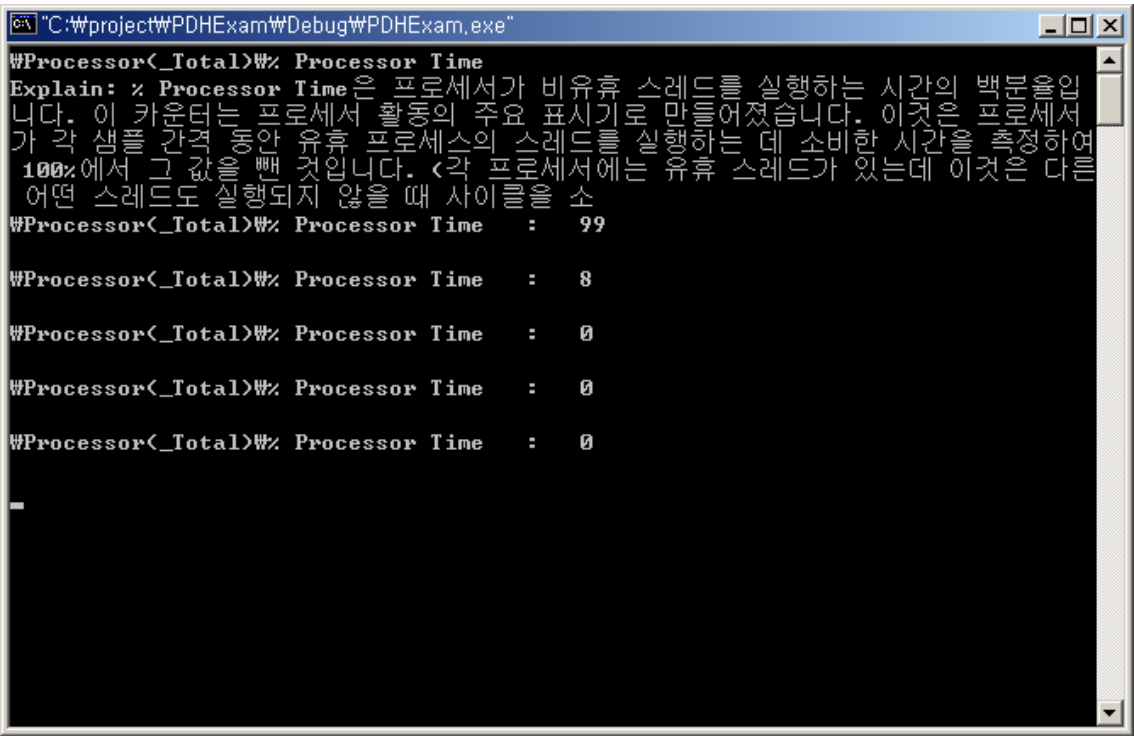 "C:₩project₩PDHExam₩Debug₩PDHExam.exe"
₩Processor(_Total)₩% Processor Time
Explain: % Processor Time은 프로세서가 비유휴 스레드를 실행하는 시간의 백분율입
니다. 이 카운터는 프로세서 활동의 주요 표시기로 만들어졌습니다. 이것은 프로세서
가 각 샘플 간격 동안 유휴 프로세스의 스레드를 실행하는 데 소비한 시간을 측정하여
100%에서 그 값을 뺀 것입니다. (각 프로세서에는 유휴 스레드가 있는데 이것은 다른
어떤 스레드도 실행되지 않을 때 사이클을 소
₩Processor(_Total)₩% Processor Time : 99
₩Processor(_Total)₩% Processor Time : 8
₩Processor(_Total)₩% Processor Time : 0
₩Processor(_Total)₩% Processor Time : 0
₩Processor(_Total)₩% Processor Time : 0